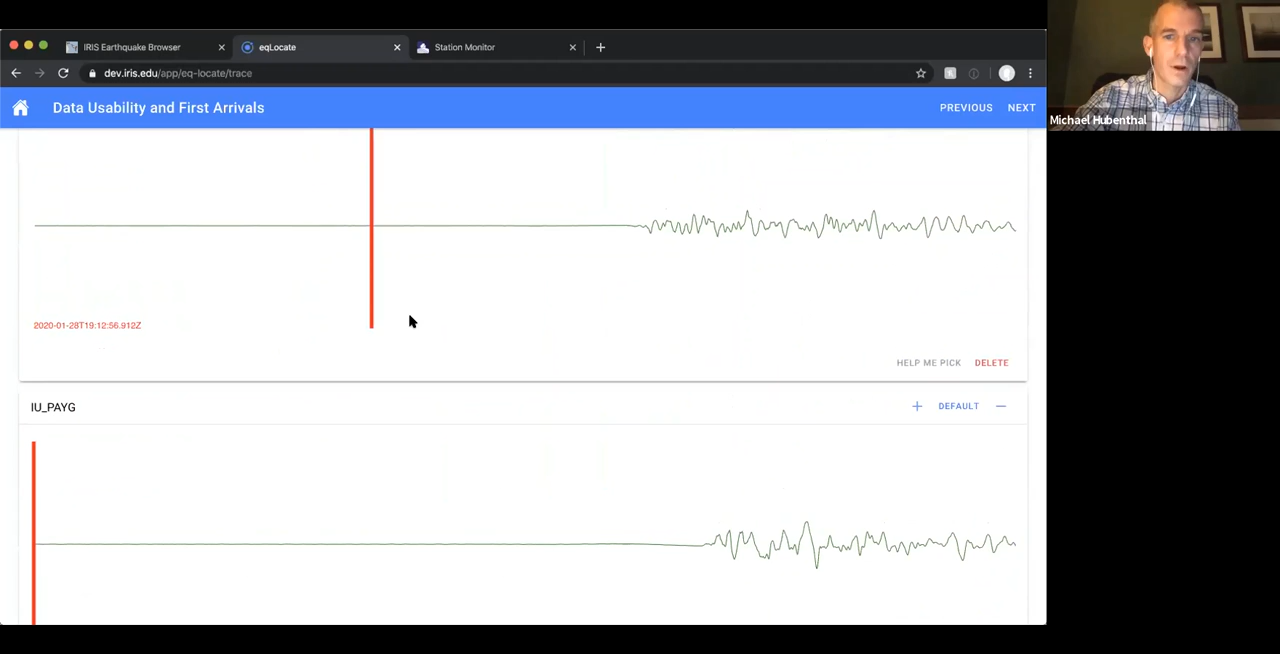 IRIS Earthquake Browser
eqLocate
Station Monitor
dev.iris.edu/app/eq-locate/trace
Data Usability and First Arrivals
PREVIOUS
NEXT
Michael Hubenthal
2020-01-28T19:12:56.912Z
HELP ME PICK
DELETE
IU_PAYG
DEFAULT